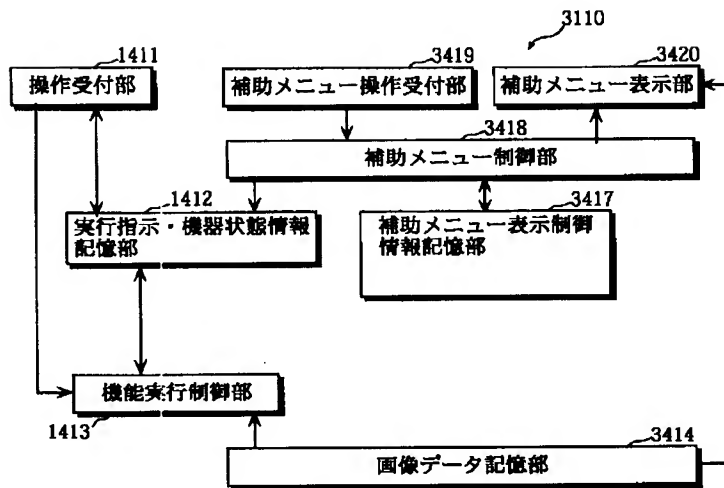 3110
1411
操作受付部
3419
補助メニュー操作受付部
3420
補助メニュー表示部
3418
補助メニュー制御部
1412
実行指示・機器状態情報
記憶部
3417
補助メニュー表示制御
情報記憶部
機能実行制御部
1413
3414
画像データ記憶部